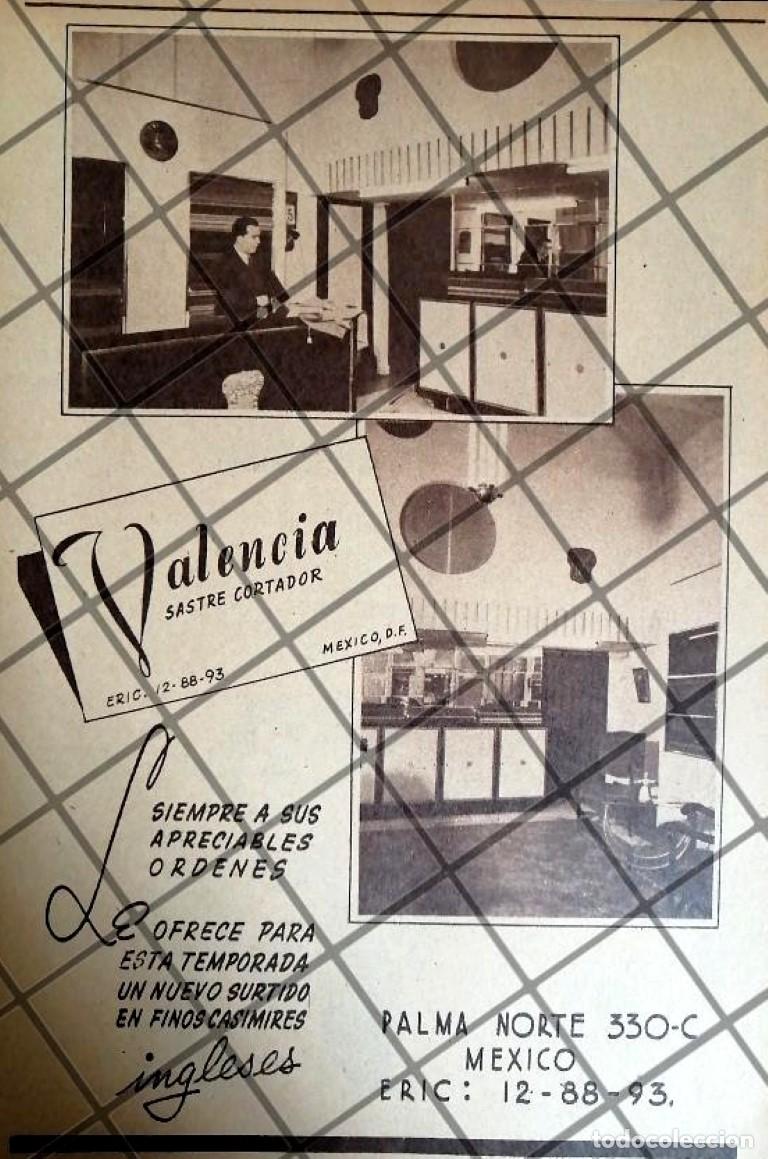 Valencia
SASTRE CORTADOR
MEXICO, D.F.
ERIC: 12-88-93
SIEMPRE A SUS
APRECIABLES
ORDENES
LE OFRECE PARA
ESTA TEMPORADA
UN NUEVO SURTIDO
EN FINOS CASIMIRES
ingleses
PALMA NORTE 330-C
MEXICO
ERIC: 12-88-93.
todocoleccion